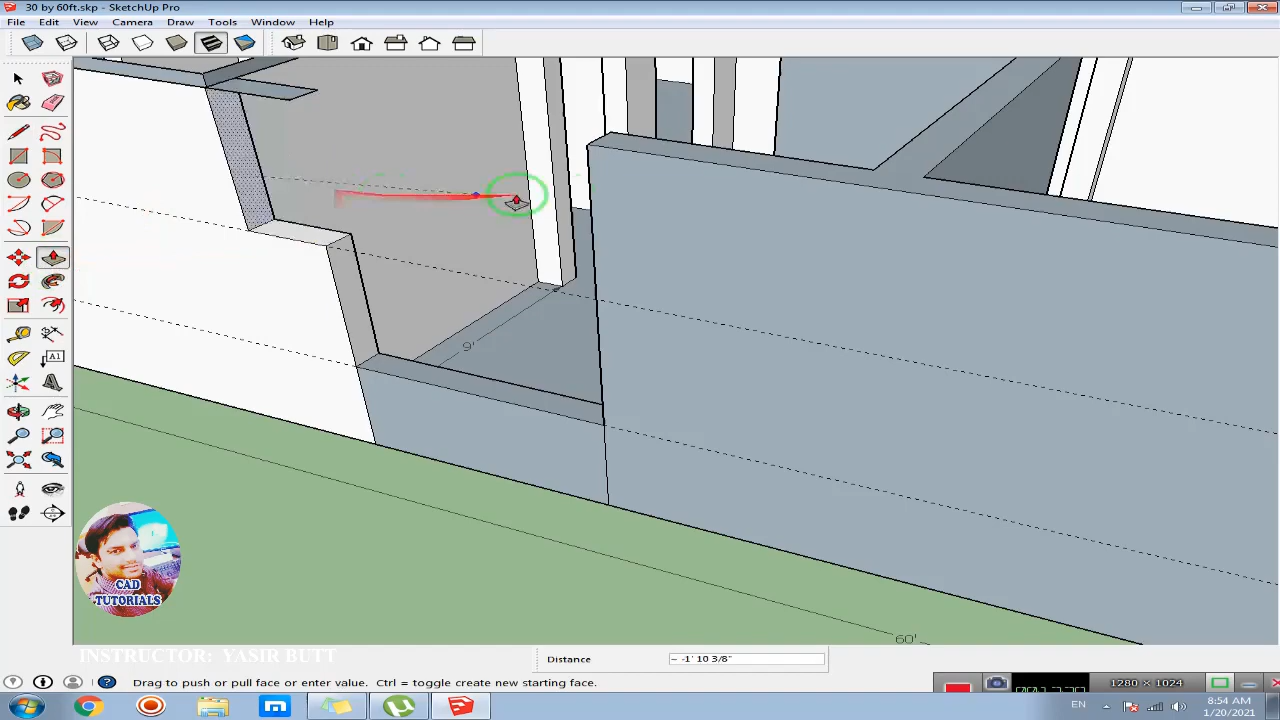 30 by 60ft.skp - SketchUp Pro
File Edit View Camera Draw Tools Window Help
A1
9'
60'
CAD
TUTORIALS
INSTRUCTOR: YASIR BUTT
Distance
~ -1' 10 3/8"
Drag to push or pull face or enter value. Ctrl = toggle create new starting face.
1280 × 1024
EN
8:54 AM
1/20/2021